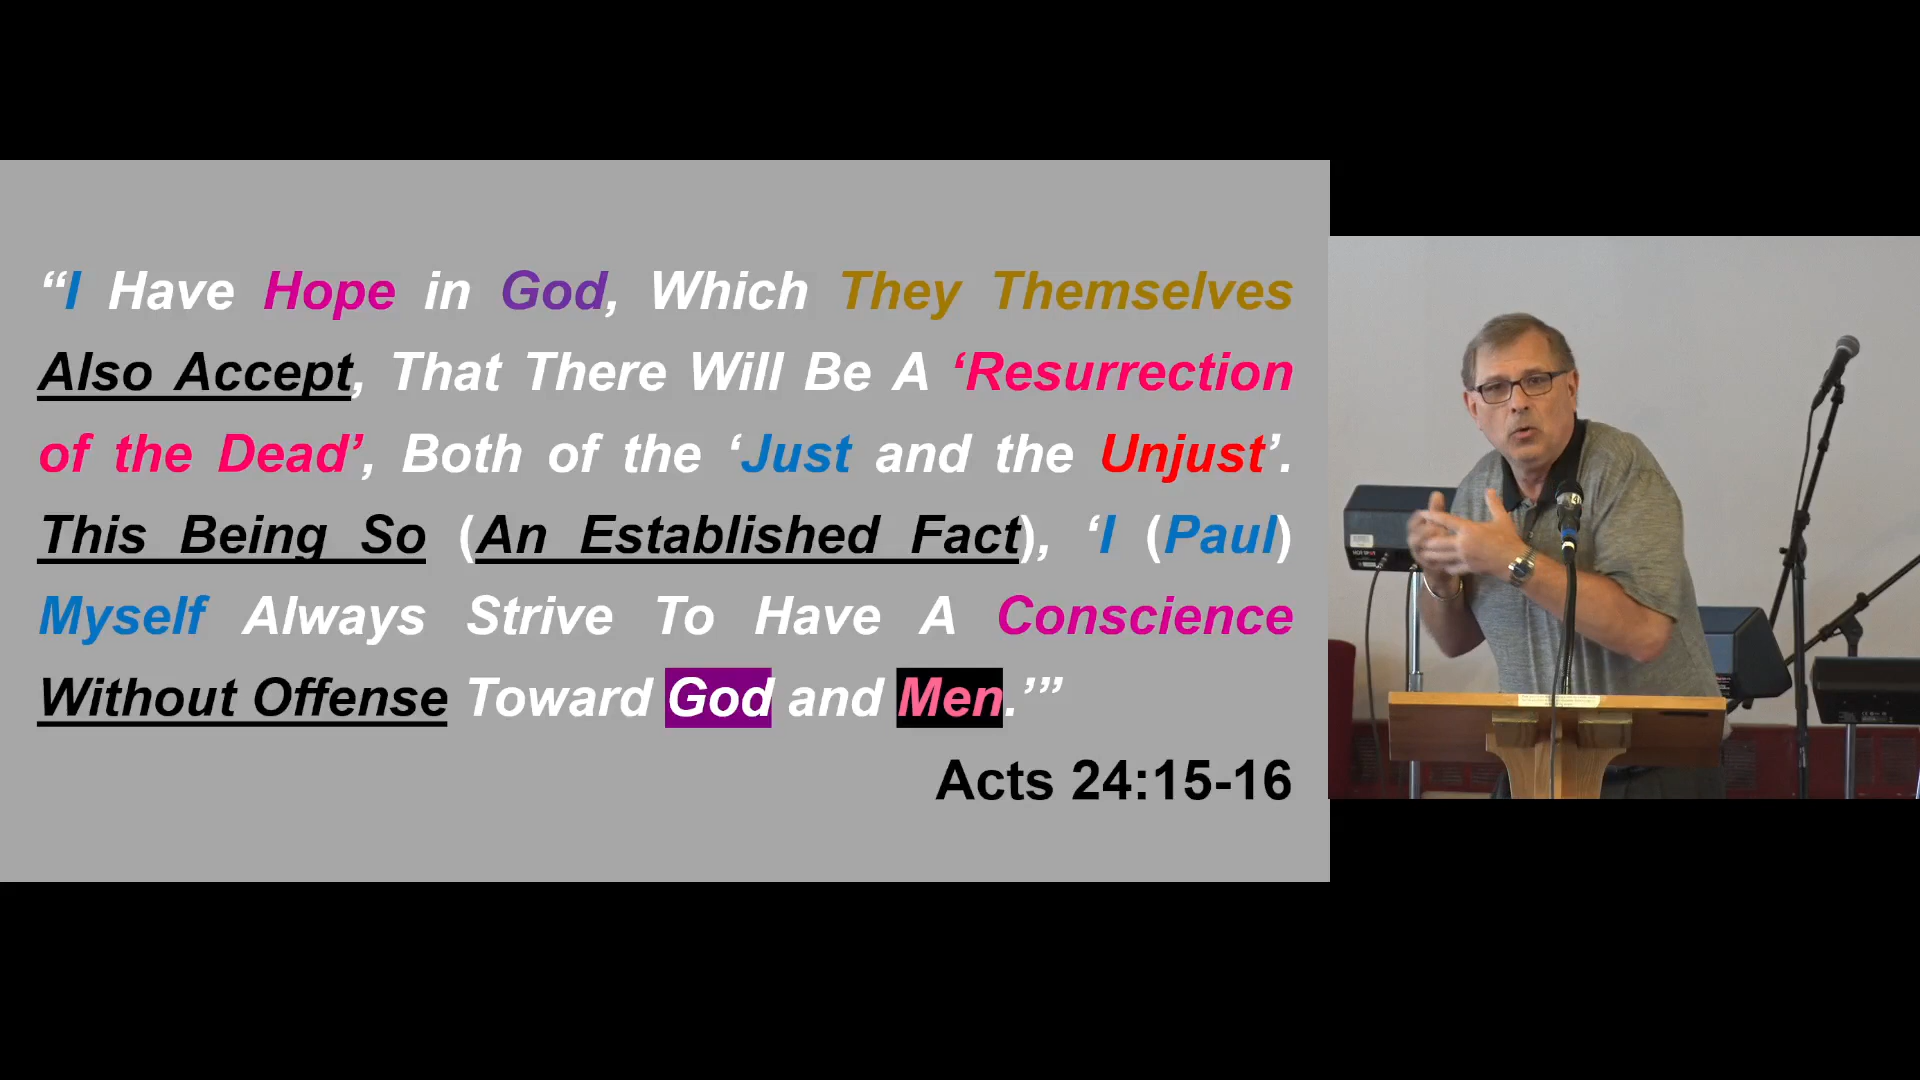 “I Have Hope in God, Which They Themselves
Also Accept, That There Will Be A ‘Resurrection
of the Dead’, Both of the ‘Just and the Unjust’.
This Being So (An Established Fact), ‘I (Paul)
Myself Always Strive To Have A Conscience
Without Offense Toward God and Men.’”
Acts 24:15-16
HOT SPOT